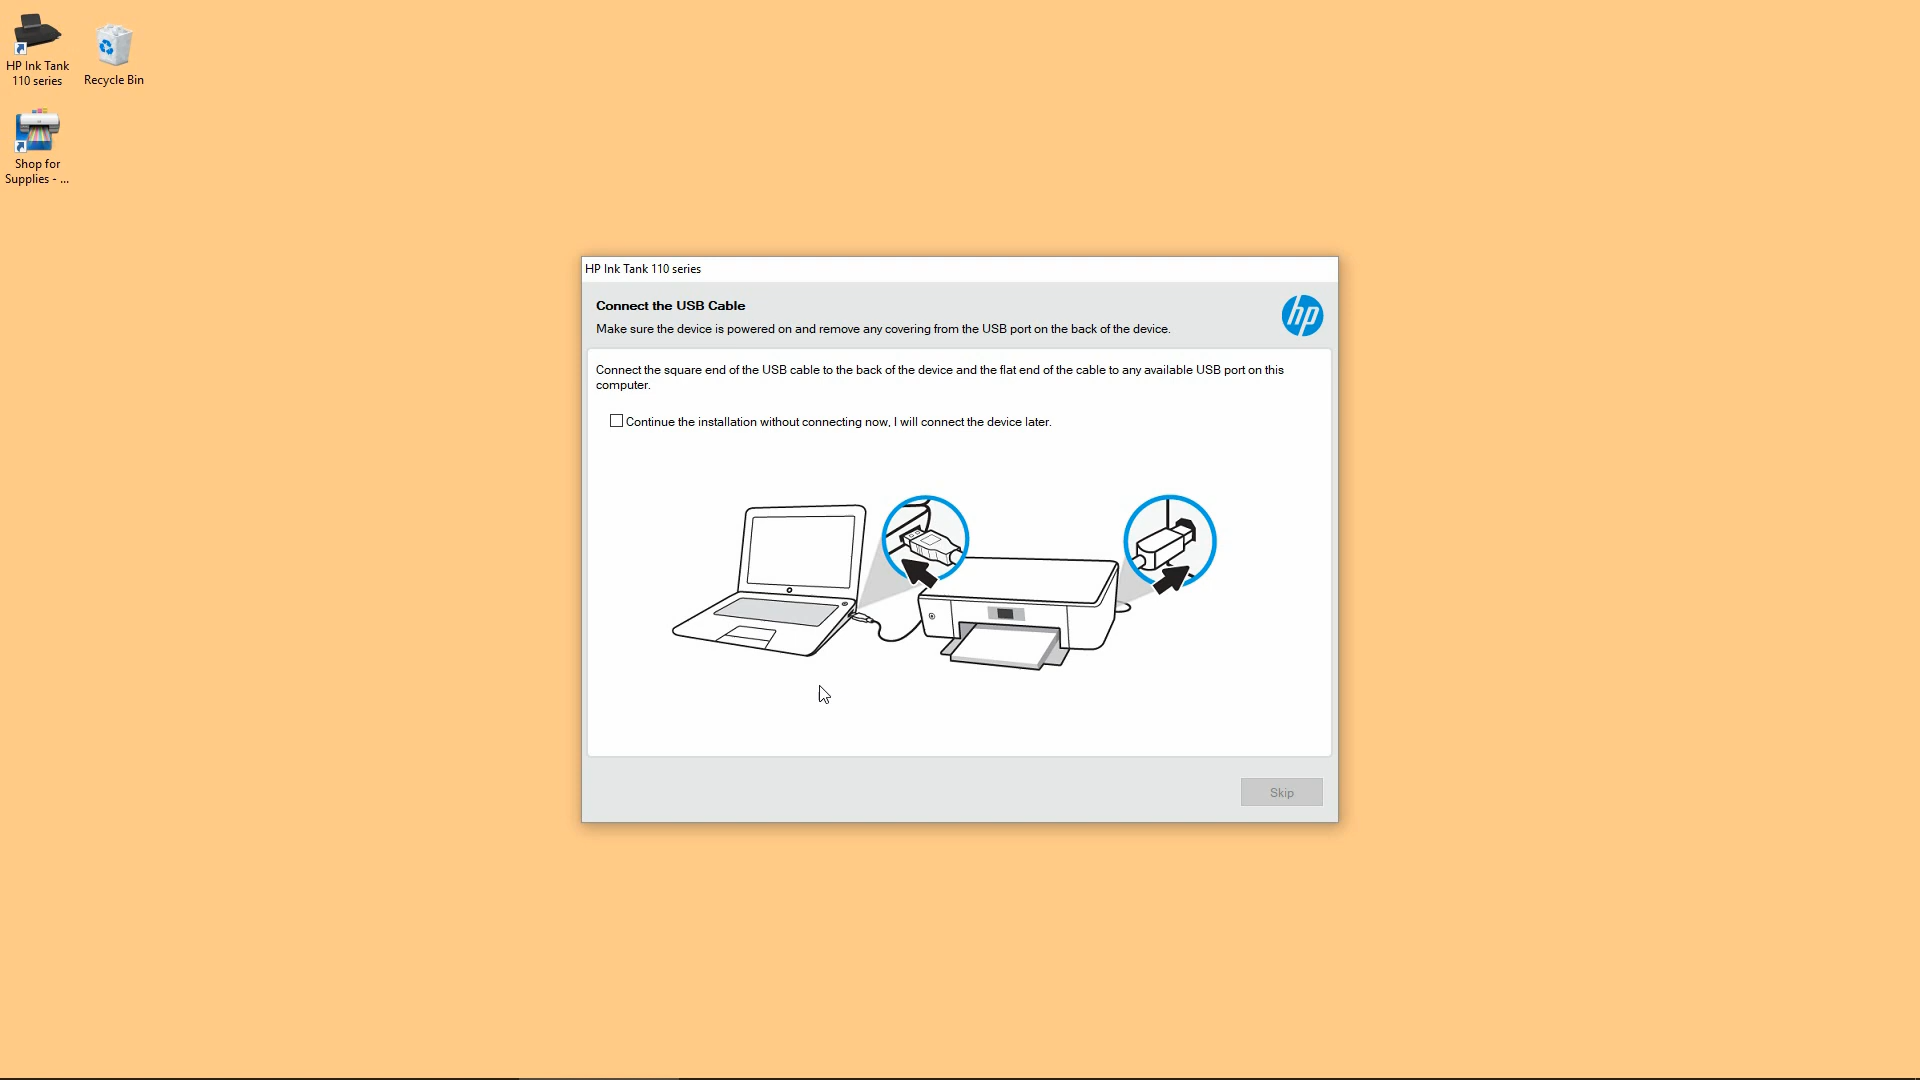 HP Ink Tank
110 series
Recycle Bin
Shop for
Supplies - ...
HP Ink Tank 110 series
Connect the USB Cable
Make sure the device is powered on and remove any covering from the USB port on the back of the device.
hp
Connect the square end of the USB cable to the back of the device and the flat end of the cable to any available USB port on this
computer.
Continue the installation without connecting now, I will connect the device later.
Skip